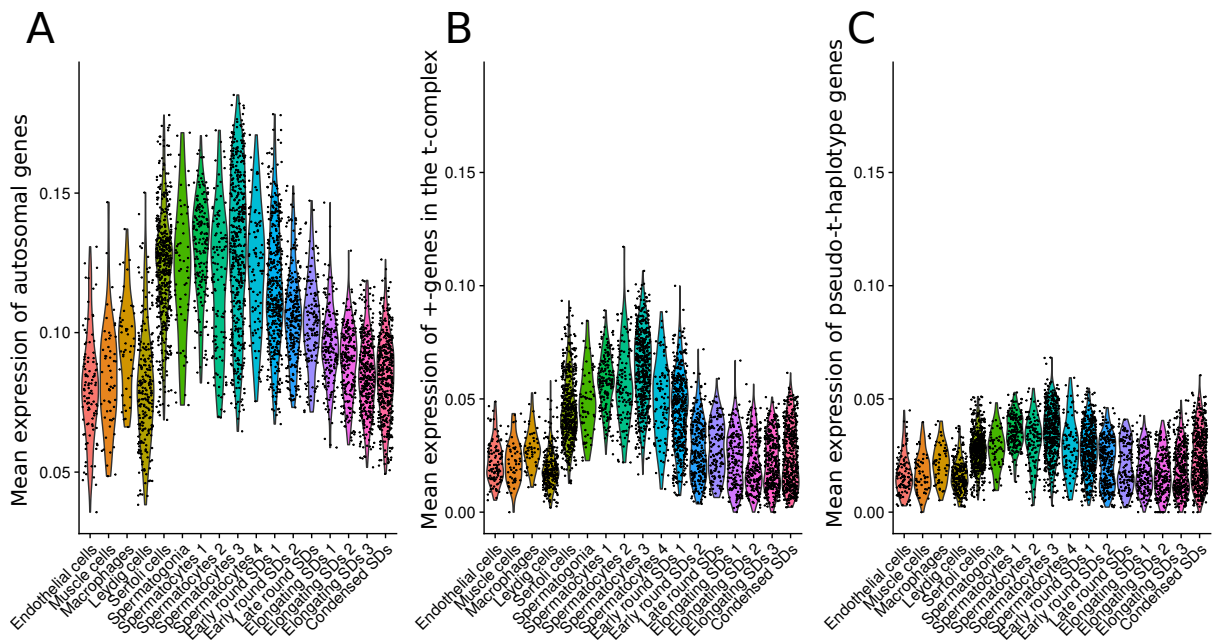 A
Mean expression of autosomal genes
0.15
0.10
0.05
Endothelial cells
Muscle cells
Macrophages
Leydig cells
Sertoli cells
Spermatogonia
Spermatocytes 1
Spermatocytes 2
Spermatocytes 3
Spermatocytes 4
Early round SDs 1
Early round SDs 2
Late round SDs
Elongating SDs 1
Elongating SDs 2
Elongating SDs 3
Condensed SDs
B
Mean expression of +-genes in the t-complex
0.15
0.10
0.05
0.00
Endothelial cells
Muscle cells
Macrophages
Leydig cells
Sertoli cells
Spermatogonia
Spermatocytes 1
Spermatocytes 2
Spermatocytes 3
Spermatocytes 4
Early round SDs 1
Early round SDs 2
Late round SDs
Elongating SDs 1
Elongating SDs 2
Elongating SDs 3
Condensed SDs
C
Mean expression of pseudo-t-haplotype genes
0.15
0.10
0.05
0.00
Endothelial cells
Muscle cells
Macrophages
Leydig cells
Sertoli cells
Spermatogonia
Spermatocytes 1
Spermatocytes 2
Spermatocytes 3
Spermatocytes 4
Early round SDs 1
Early round SDs 2
Late round SDs
Elongating SDs 1
Elongating SDs 2
Elongating SDs 3
Condensed SDs